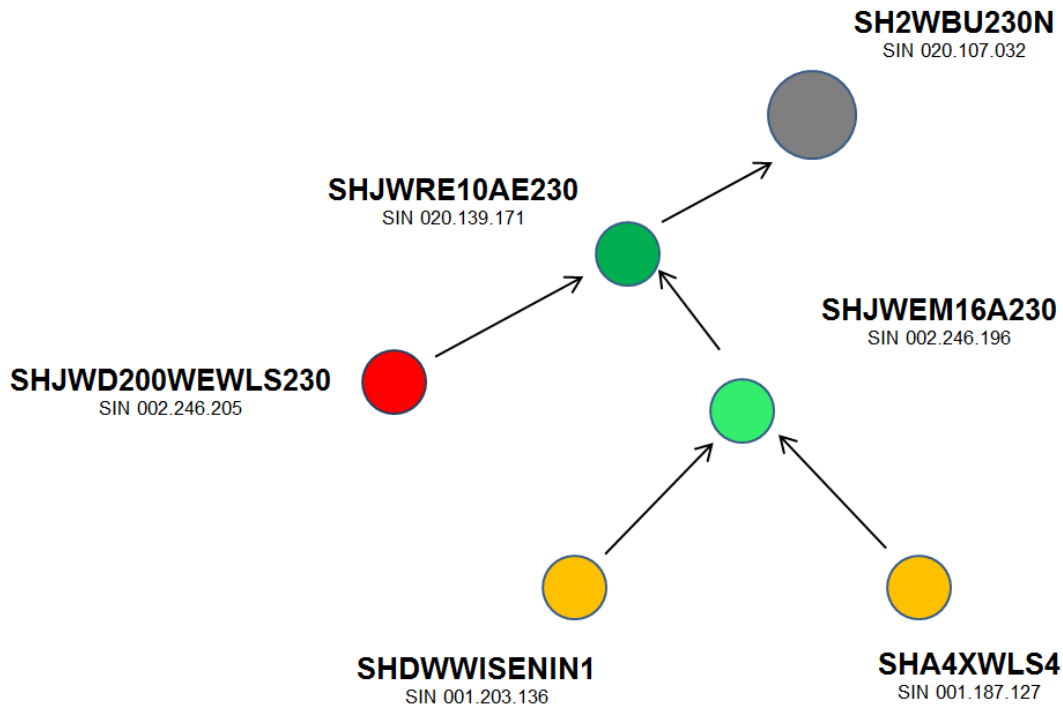 SH2WBU230N
SIN 020.107.032
SHJWRE10AE230
SIN 020.139.171
SHJWEM16A230
SIN 002.246.196
SHJWD200WEWLS230
SIN 002.246.205
SHDWWISENIN1
SIN 001.203.136
SHA4XWLS4
SIN 001.187.127